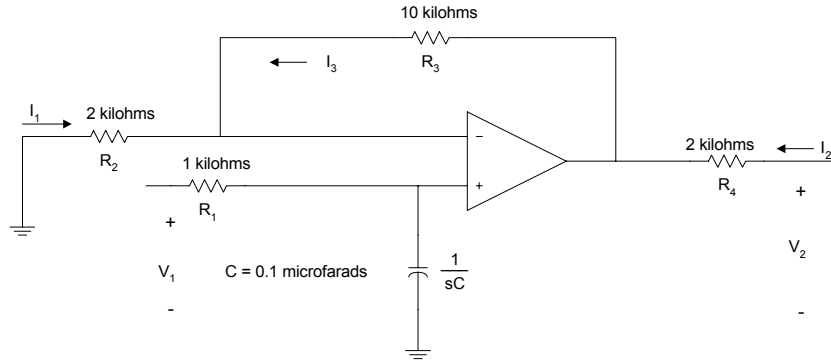 10 kilohms
I3
R3
I1
2 kilohms
R2
−
2 kilohms
I2
R4
1 kilohms
R1
+
+
+
V1
C = 0.1 microfarads
1
sC
V2
-
-